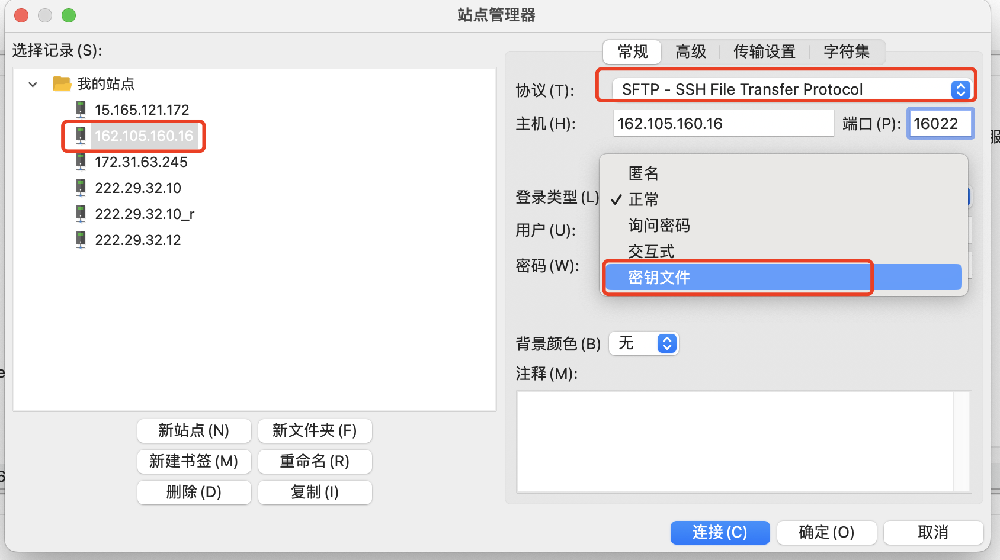 站点管理器
选择记录(S):
我的站点
15.165.121.172
162.105.160.16
172.31.63.245
222.29.32.10
222.29.32.10_r
222.29.32.12
新站点(N)
新文件夹(F)
新建书签(M)
重命名(R)
删除(D)
复制(I)
常规
高级
传输设置
字符集
协议(T):
SFTP - SSH File Transfer Protocol
主机(H):
162.105.160.16
端口(P):
16022
登录类型(L)
匿名
正常
询问密码
交互式
密钥文件
用户(U):
密码(W):
背景颜色(B)
无
注释(M):
连接(C)
确定(O)
取消
服
e
6